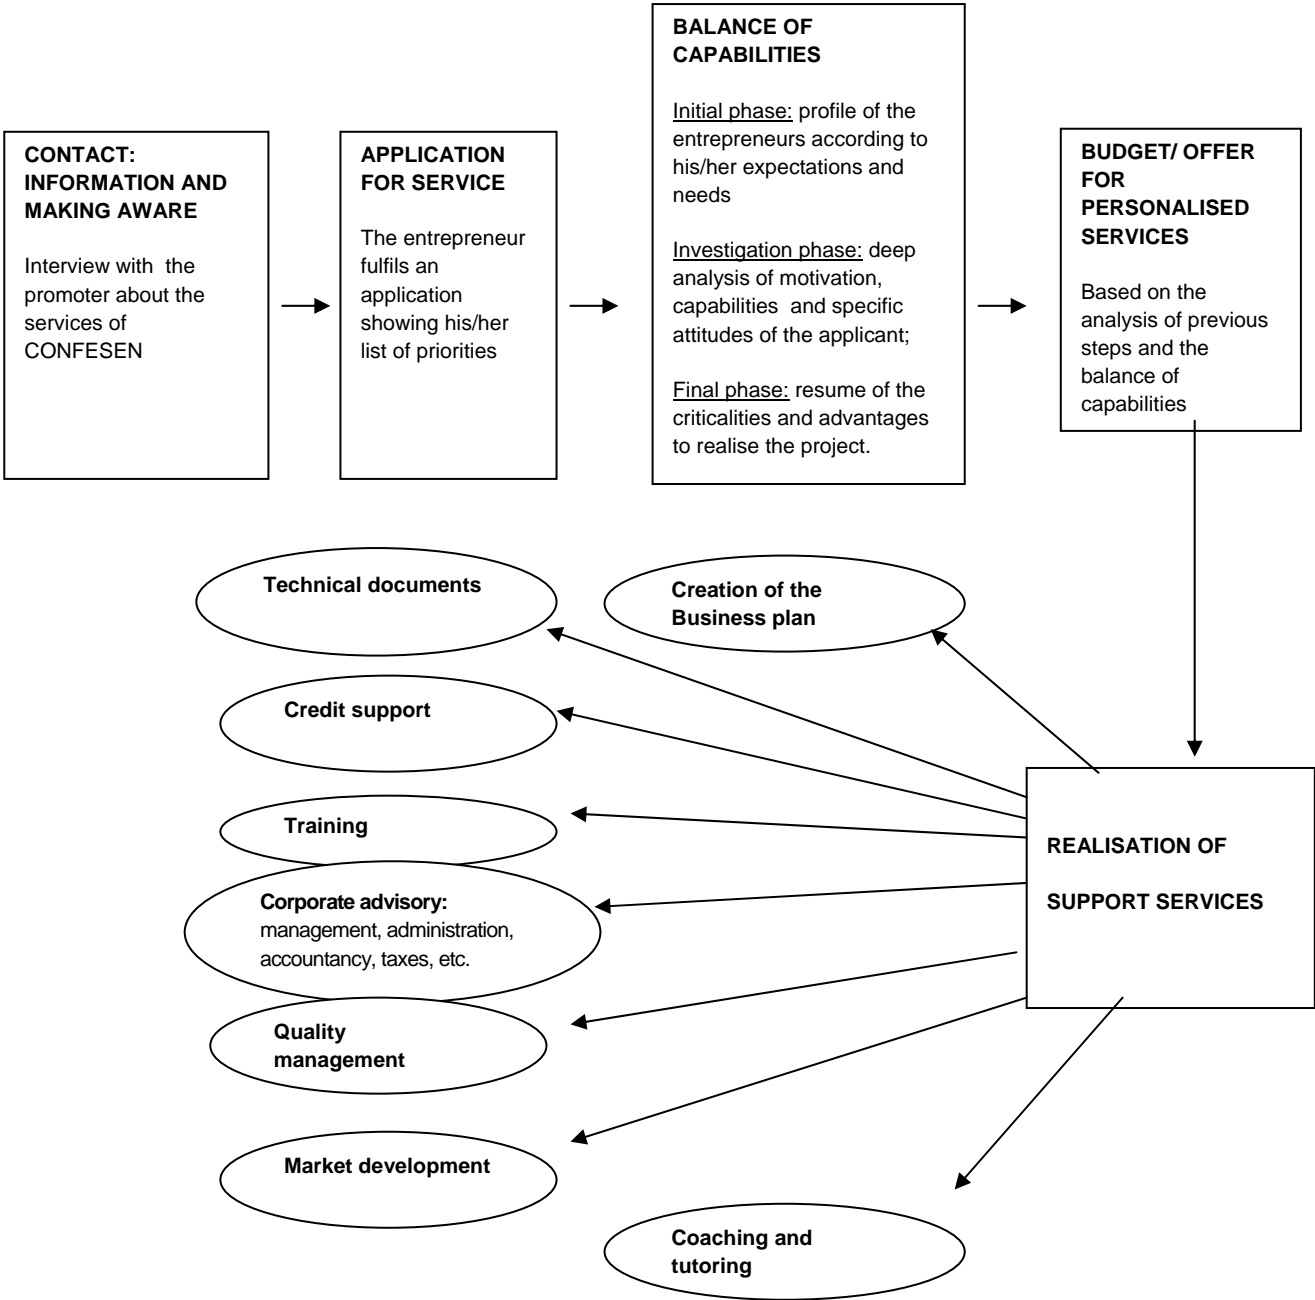 CONTACT:
INFORMATION AND
MAKING AWARE
Interview with the
promoter about the
services of
CONFESEN
APPLICATION
FOR SERVICE
The entrepreneur
fulfils an
application
showing his/her
list of priorities
BALANCE OF
CAPABILITIES
Initial phase: profile of the
entrepreneurs according to
his/her expectations and
needs
Investigation phase: deep
analysis of motivation,
capabilities and specific
attitudes of the applicant;
Final phase: resume of the
criticalities and advantages
to realise the project.
BUDGET/ OFFER
FOR
PERSONALISED
SERVICES
Based on the
analysis of previous
steps and the
balance of
capabilities
Technical documents
Creation of the
Business plan
Credit support
Training
Corporate advisory:
management, administration,
accountancy, taxes, etc.
Quality
management
Market development
Coaching and
tutoring
REALISATION OF
SUPPORT SERVICES